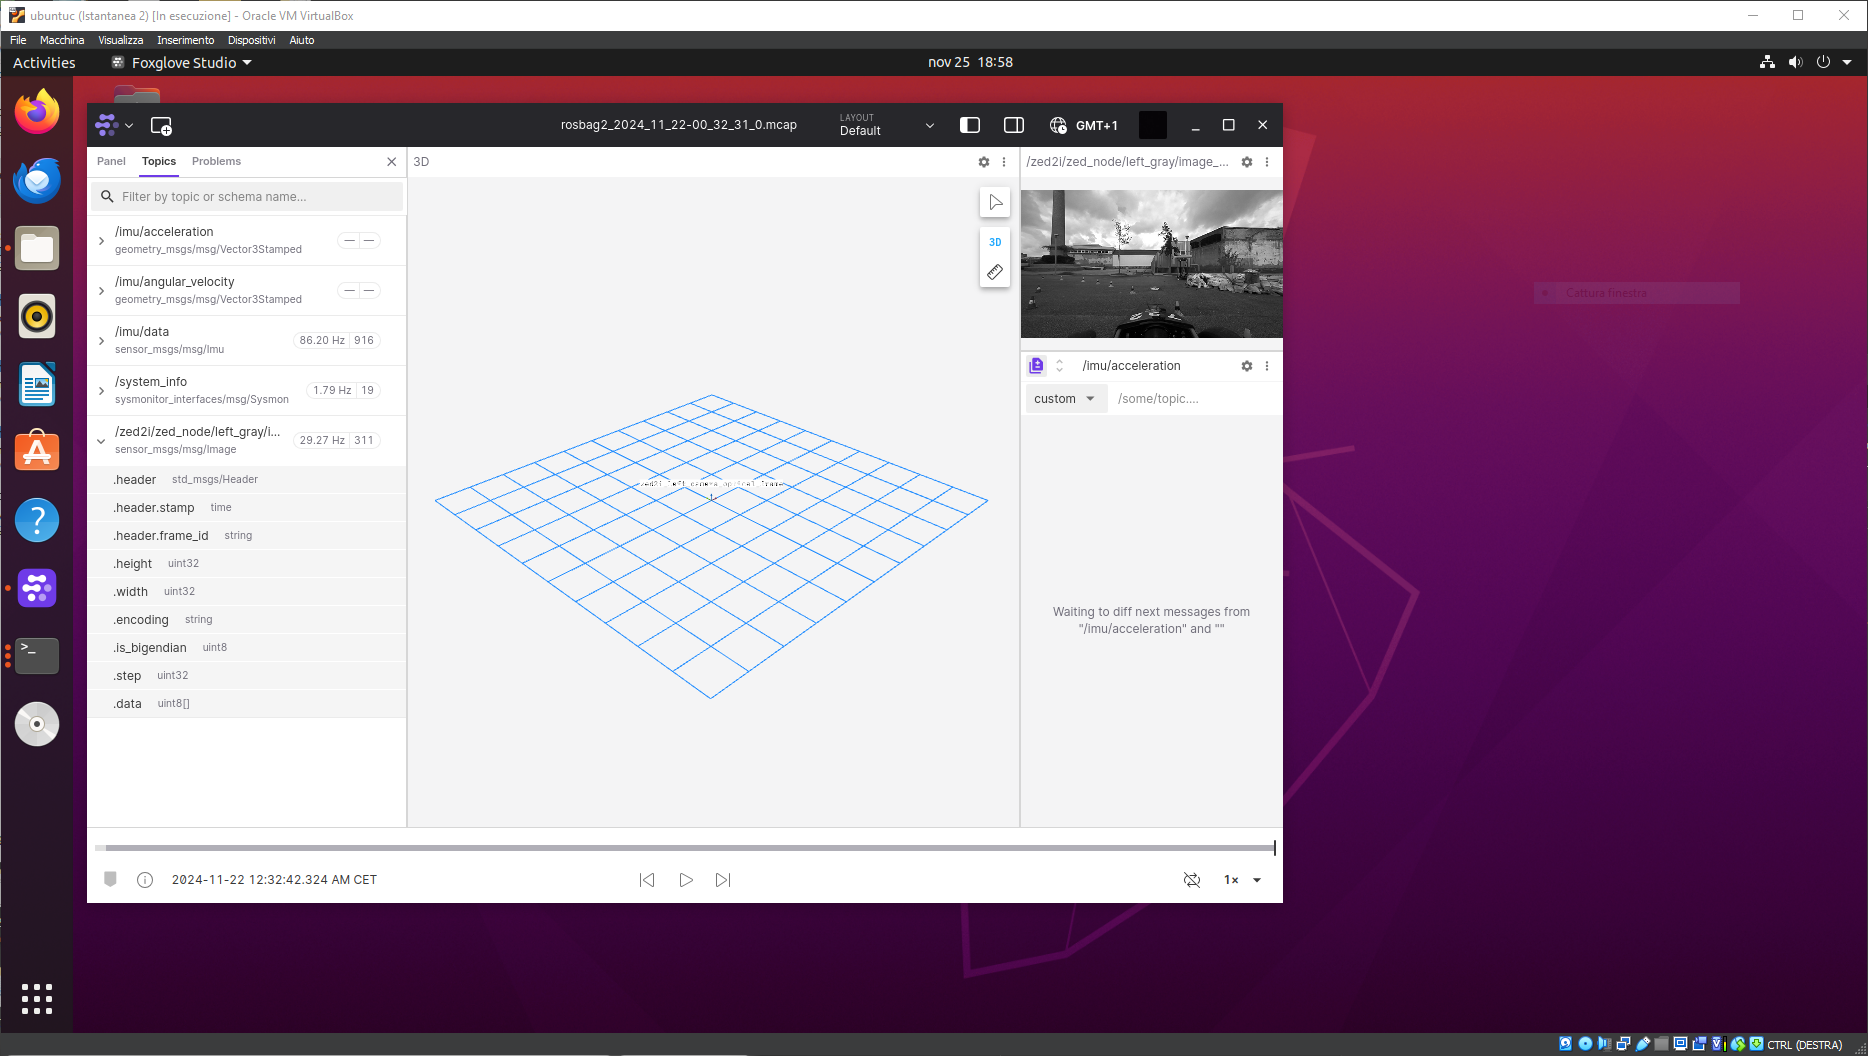 ubuntuc (Istantanea 2) [In esecuzione] - Oracle VM VirtualBox
File Macchina Visualizza Inserimento Dispositivi Aiuto
Activities Foxglove Studio nov 25 18:58
rosbag2_2024_11_22-00_32_31_0.mcap
LAYOUT
Default
GMT+1
Panel Topics Problems
Filter by topic or schema name...
/imu/acceleration
geometry_msgs/msg/Vector3Stamped
— —
/imu/angular_velocity
geometry_msgs/msg/Vector3Stamped
— —
/imu/data
sensor_msgs/msg/Imu
86.20 Hz 916
/system_info
sysmonitor_interfaces/msg/Sysmon
1.79 Hz 19
/zed2i/zed_node/left_gray/i...
sensor_msgs/msg/Image
29.27 Hz 311
.header std_msgs/Header
.header.stamp time
.header.frame_id string
.height uint32
.width uint32
.encoding string
.is_bigendian uint8
.step uint32
.data uint8[]
3D
3D
zed2i_left_camera_optical_frame
/zed2i/zed_node/left_gray/image_...
/imu/acceleration
custom /some/topic....
Waiting to diff next messages from
"/imu/acceleration" and ""
Cattura finestra
2024-11-22 12:32:42.324 AM CET
1×
CTRL (DESTRA)